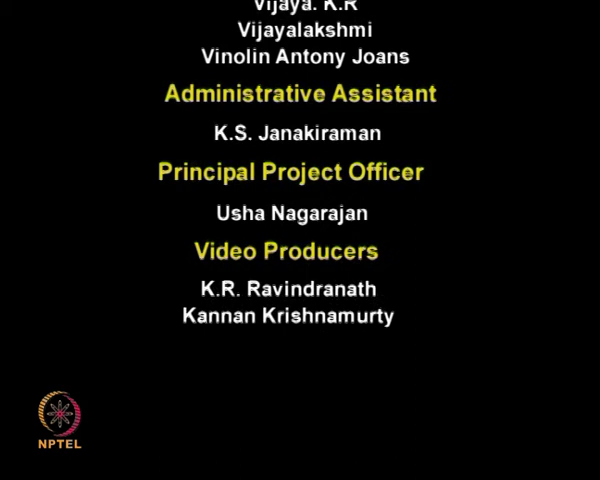 Vijaya. K.R
Vijayalakshmi
Vinolin Antony Joans
Administrative Assistant
K.S. Janakiraman
Principal Project Officer
Usha Nagarajan
Video Producers
K.R. Ravindranath
Kannan Krishnamurty
NPTEL